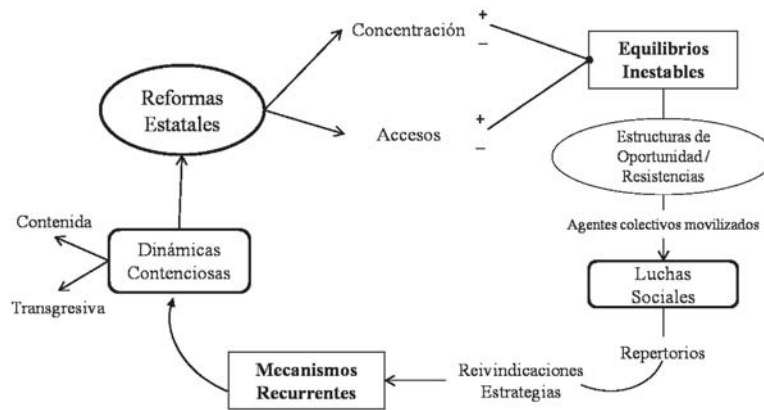 Concentración
+
–
Equilibrios
Inestables
Reformas
Estatales
Accesos
+
–
Estructuras de
Oportunidad /
Resistencias
Agentes colectivos movilizados
Contenida
Dinámicas
Contenciosas
Transgresiva
Luchas
Sociales
Repertorios
Reivindicaciones
Estrategias
Mecanismos
Recurrentes